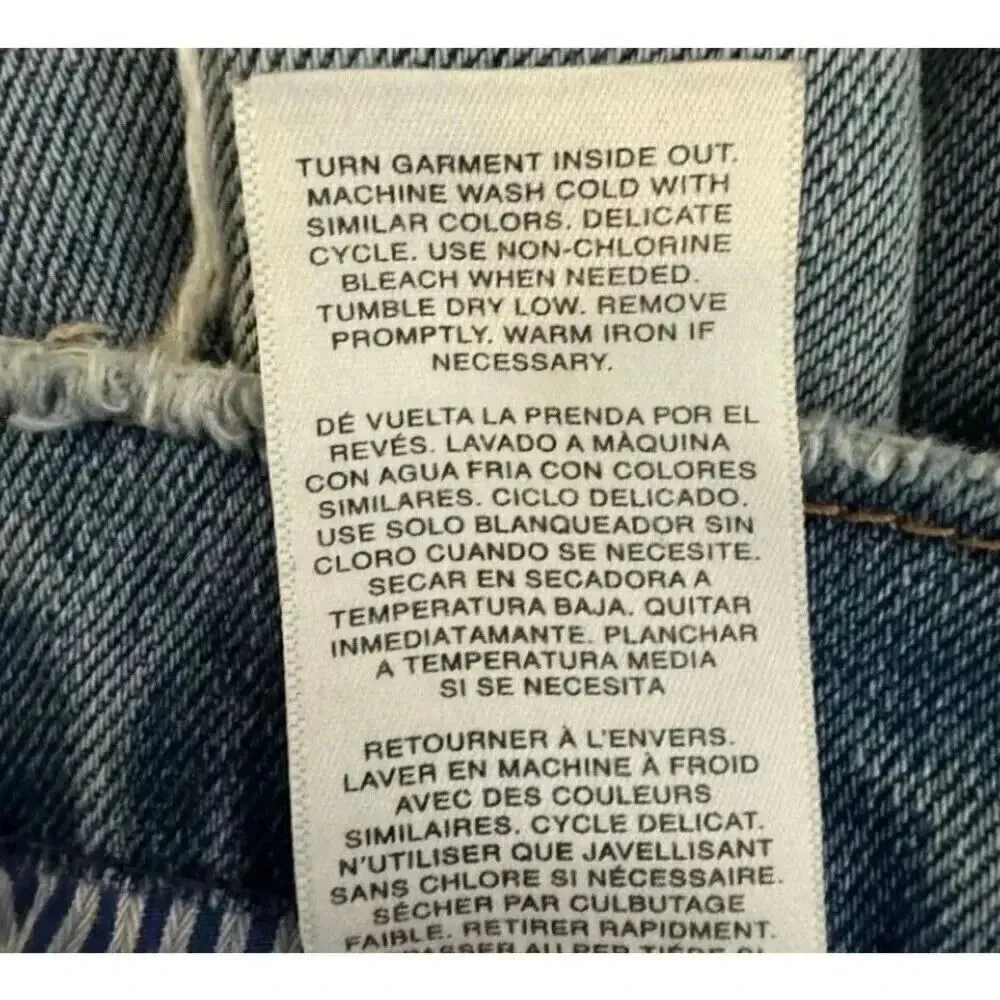 TURN GARMENT INSIDE OUT.
MACHINE WASH COLD WITH
SIMILAR COLORS. DELICATE
CYCLE. USE NON-CHLORINE
BLEACH WHEN NEEDED.
TUMBLE DRY LOW. REMOVE
PROMPTLY. WARM IRON IF
NECESSARY.
DÉ VUELTA LA PRENDA POR EL
REVÉS. LAVADO A MÀQUINA
CON AGUA FRIA CON COLORES
SIMILARES. CICLO DELICADO.
USE SOLO BLANQUEADOR SIN
CLORO CUANDO SE NECESITE.
SECAR EN SECADORA A
TEMPERATURA BAJA. QUITAR
INMEDIATAMANTE. PLANCHAR
A TEMPERATURA MEDIA
SI SE NECESITA
RETOURNER À L'ENVERS.
LAVER EN MACHINE À FROID
AVEC DES COULEURS
SIMILAIRES. CYCLE DELICAT.
N'UTILISER QUE JAVELLISANT
SANS CHLORE SI NÉCESSAIRE.
SÉCHER PAR CULBUTAGE
FAIBLE. RETIRER RAPIDMENT.